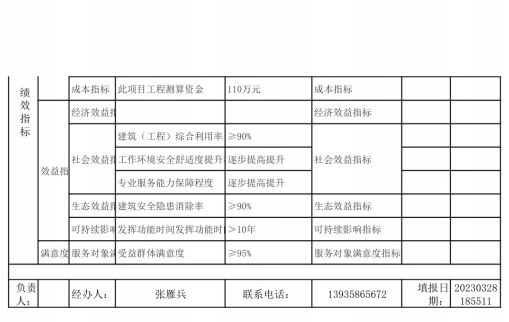 绩效指标
成本指标 此项目工程测算资金 110万元 成本指标
经济效益指 经济效益指标
效益指
社会效益指 建筑（工程）综合利用率 ≥90% 社会效益指标
工作环境安全舒适度提升 逐步提高提升
专业服务能力保障程度 逐步提高提升
生态效益指 建筑安全隐患消除率 ≥90% 生态效益指标
可持续影响 发挥功能时间发挥功能时 >10年 可持续影响指标
满意度 服务对象满 受益群体满意度 ≥95% 服务对象满意度指标
负责人： 经办人： 张雁兵 联系电话： 13935865672 填报日期： 20230328185511